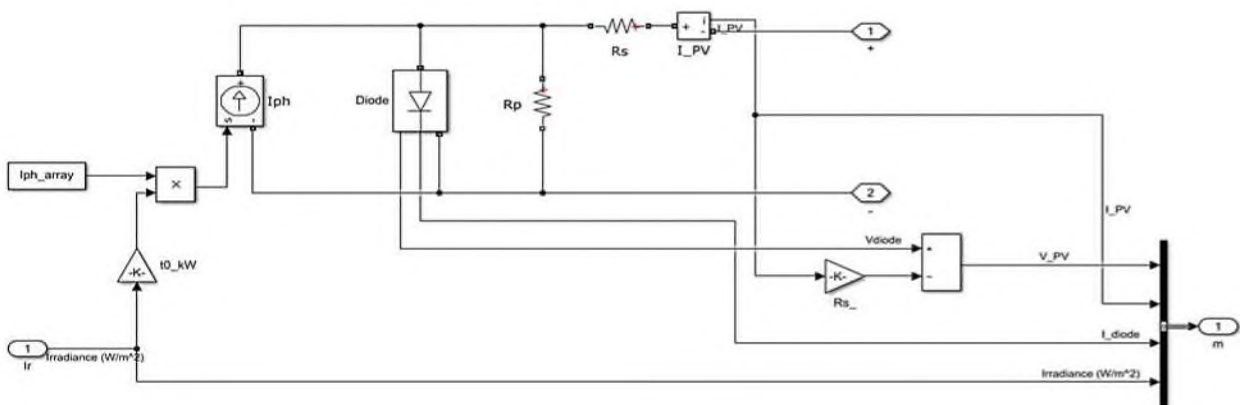 i
I_PV
+
-
1
+
Rs
I_PV
+
-
s
Iph
Diode
Rp
Iph_array
×
2
-
I_PV
Vdiode
+
-
V_PV
-K-
t0_kW
-K-
Rs_
I_diode
1
m
1
Ir
Irradiance (W/m^2)
Irradiance (W/m^2)